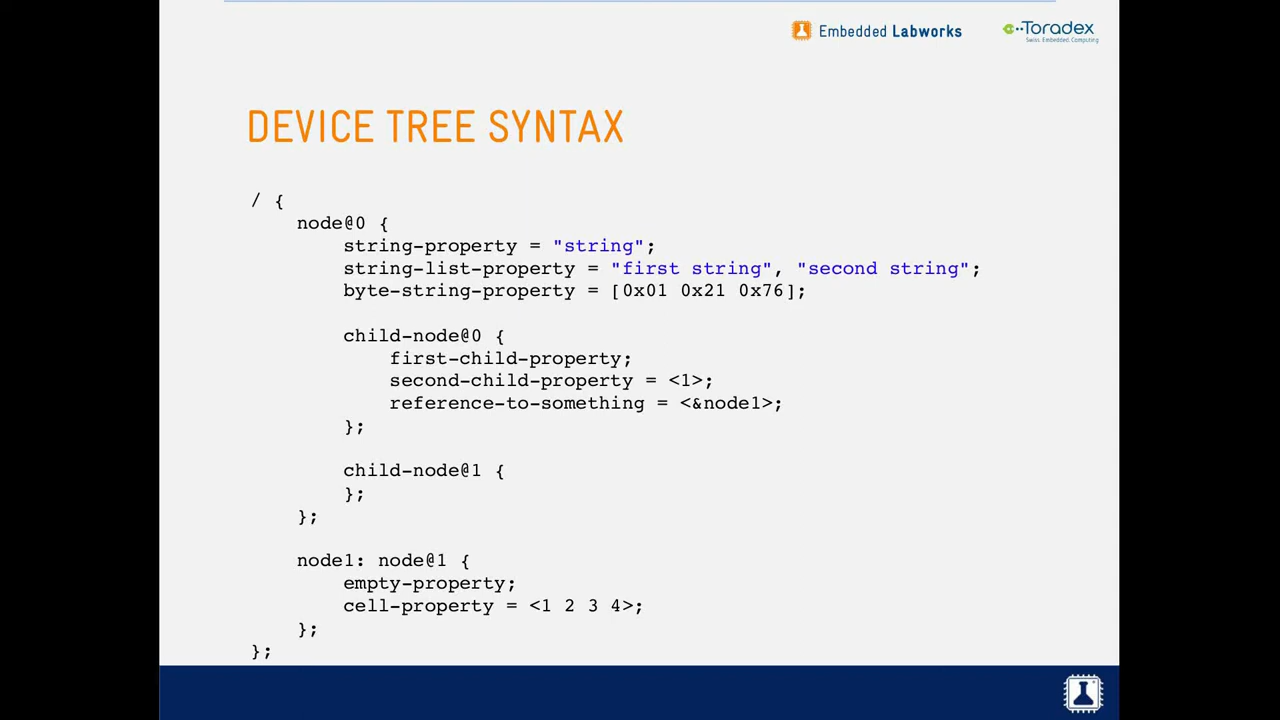 Embedded Labworks
Toradex
Swiss Embedded Computing
DEVICE TREE SYNTAX
/ {
    node@0 {
        string-property = "string";
        string-list-property = "first string", "second string";
        byte-string-property = [0x01 0x21 0x76];

        child-node@0 {
            first-child-property;
            second-child-property = <1>;
            reference-to-something = <&node1>;
        };

        child-node@1 {
        };
    };

    node1: node@1 {
        empty-property;
        cell-property = <1 2 3 4>;
    };
};